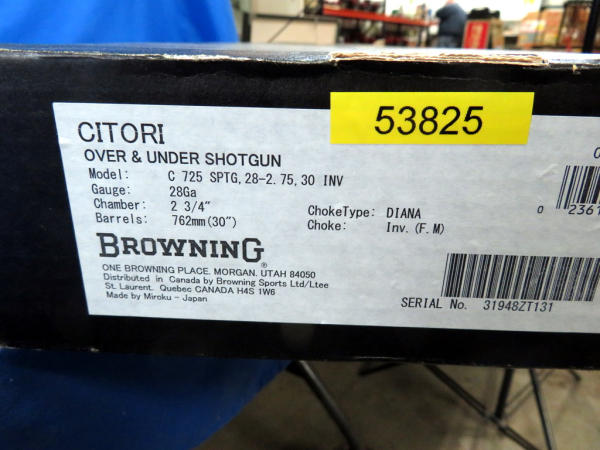 53825
CITORI
OVER & UNDER SHOTGUN
Model: C 725 SPTG,28-2.75,30 INV
Gauge: 28Ga
Chamber: 2 3/4"
Barrels: 762mm(30")
ChokeType: DIANA
Choke: Inv.(F.M)
BROWNING®
ONE BROWNING PLACE. MORGAN. UTAH 84050
Distributed in Canada by Browning Sports Ltd/Ltee
St. Laurent. Quebec CANADA H4S 1W6
Made by Miroku - Japan
0 2361
SERIAL No. 31948ZT131